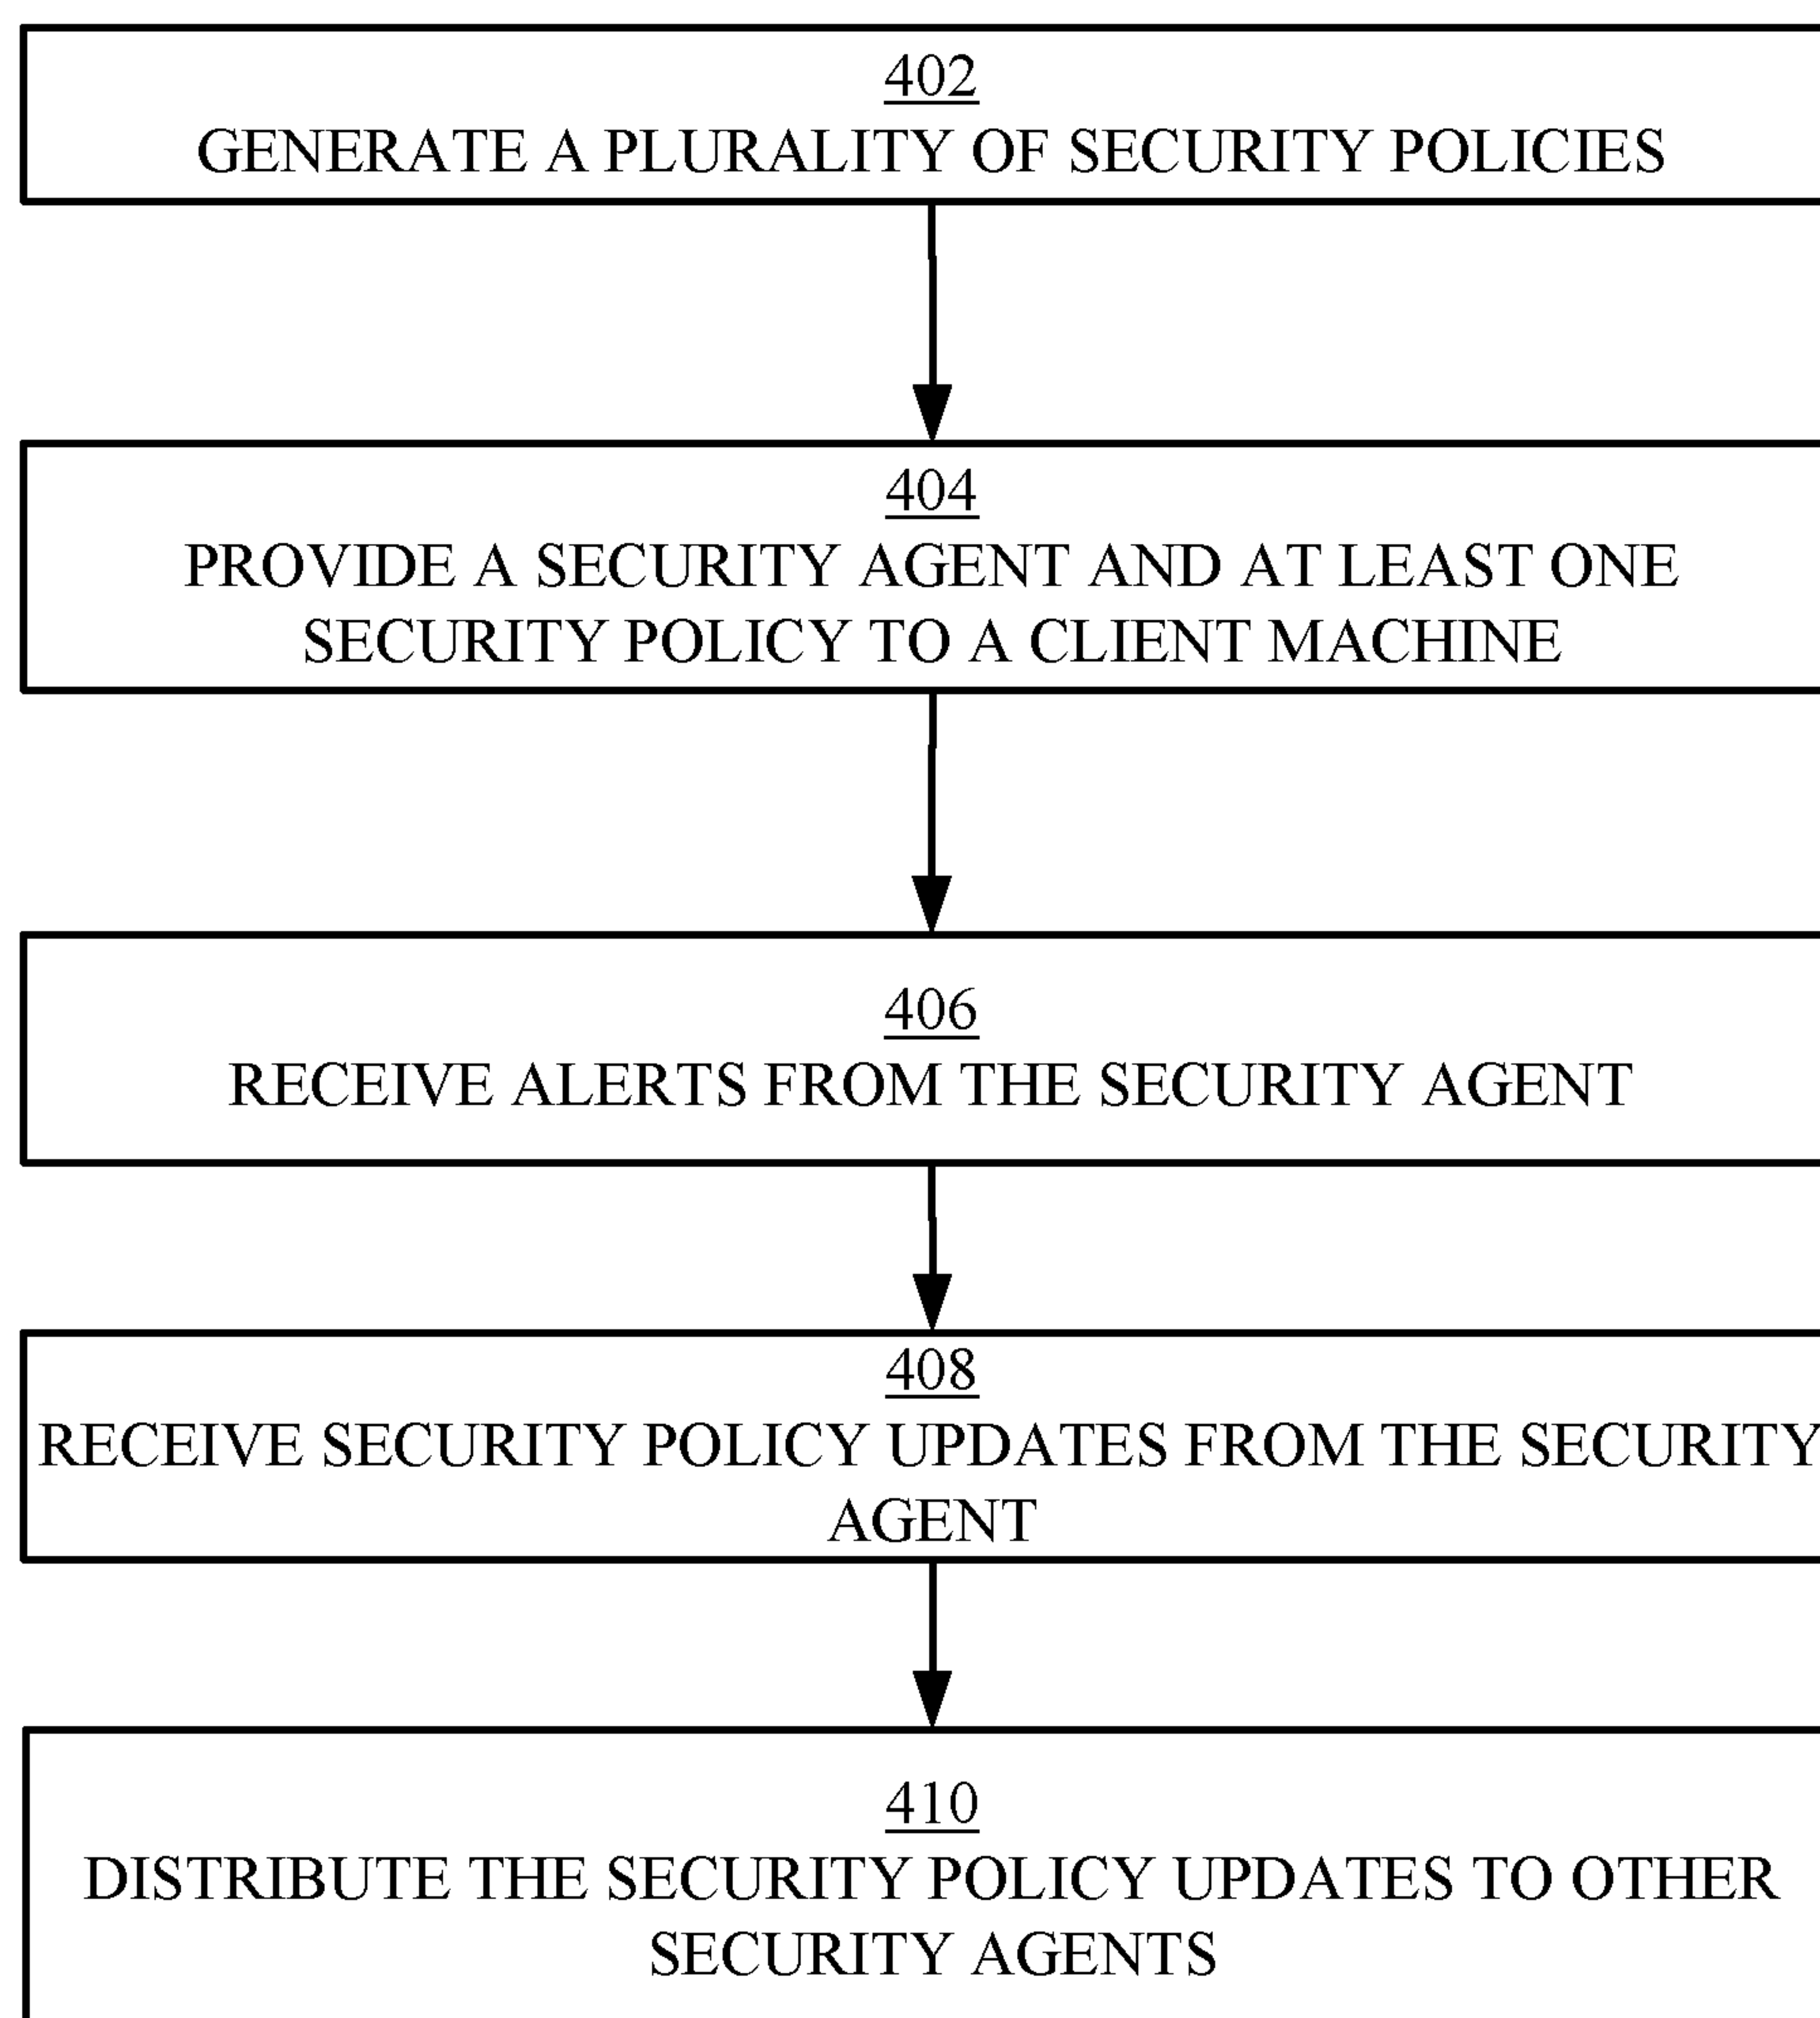 402
GENERATE A PLURALITY OF SECURITY POLICIES
404
PROVIDE A SECURITY AGENT AND AT LEAST ONE
SECURITY POLICY TO A CLIENT MACHINE
406
RECEIVE ALERTS FROM THE SECURITY AGENT
408
RECEIVE SECURITY POLICY UPDATES FROM THE SECURITY
AGENT
410
DISTRIBUTE THE SECURITY POLICY UPDATES TO OTHER
SECURITY AGENTS